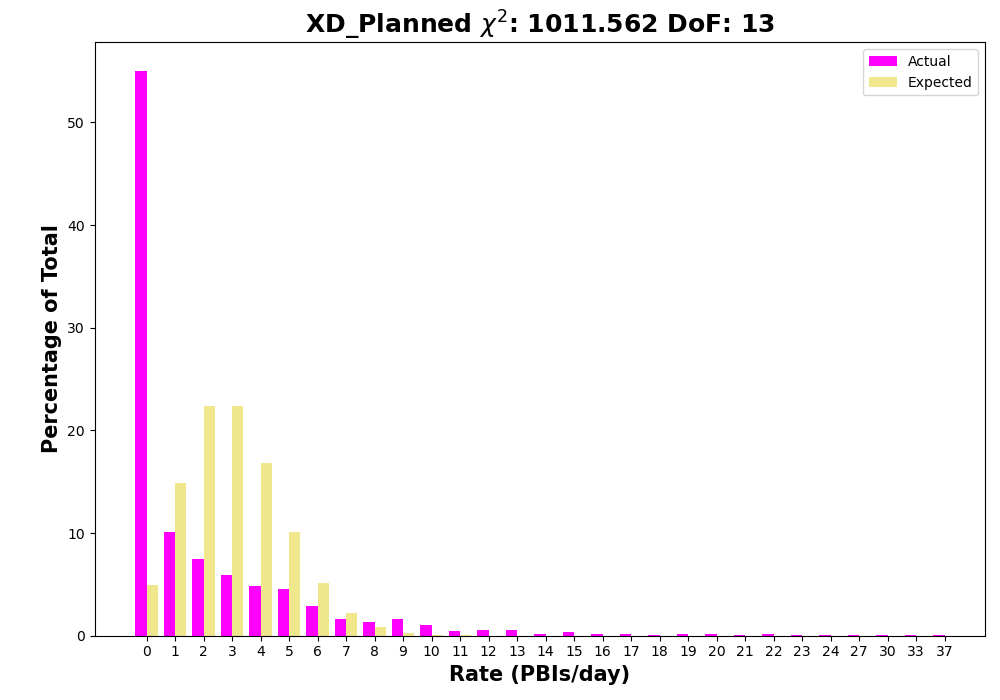 XD_Planned χ²: 1011.562 DoF: 13
Actual
Expected
Percentage of Total
50
40
30
20
10
0
0 1 2 3 4 5 6 7 8 9 10 11 12 13 14 15 16 17 18 19 20 21 22 23 24 27 30 33 37
Rate (PBIs/day)